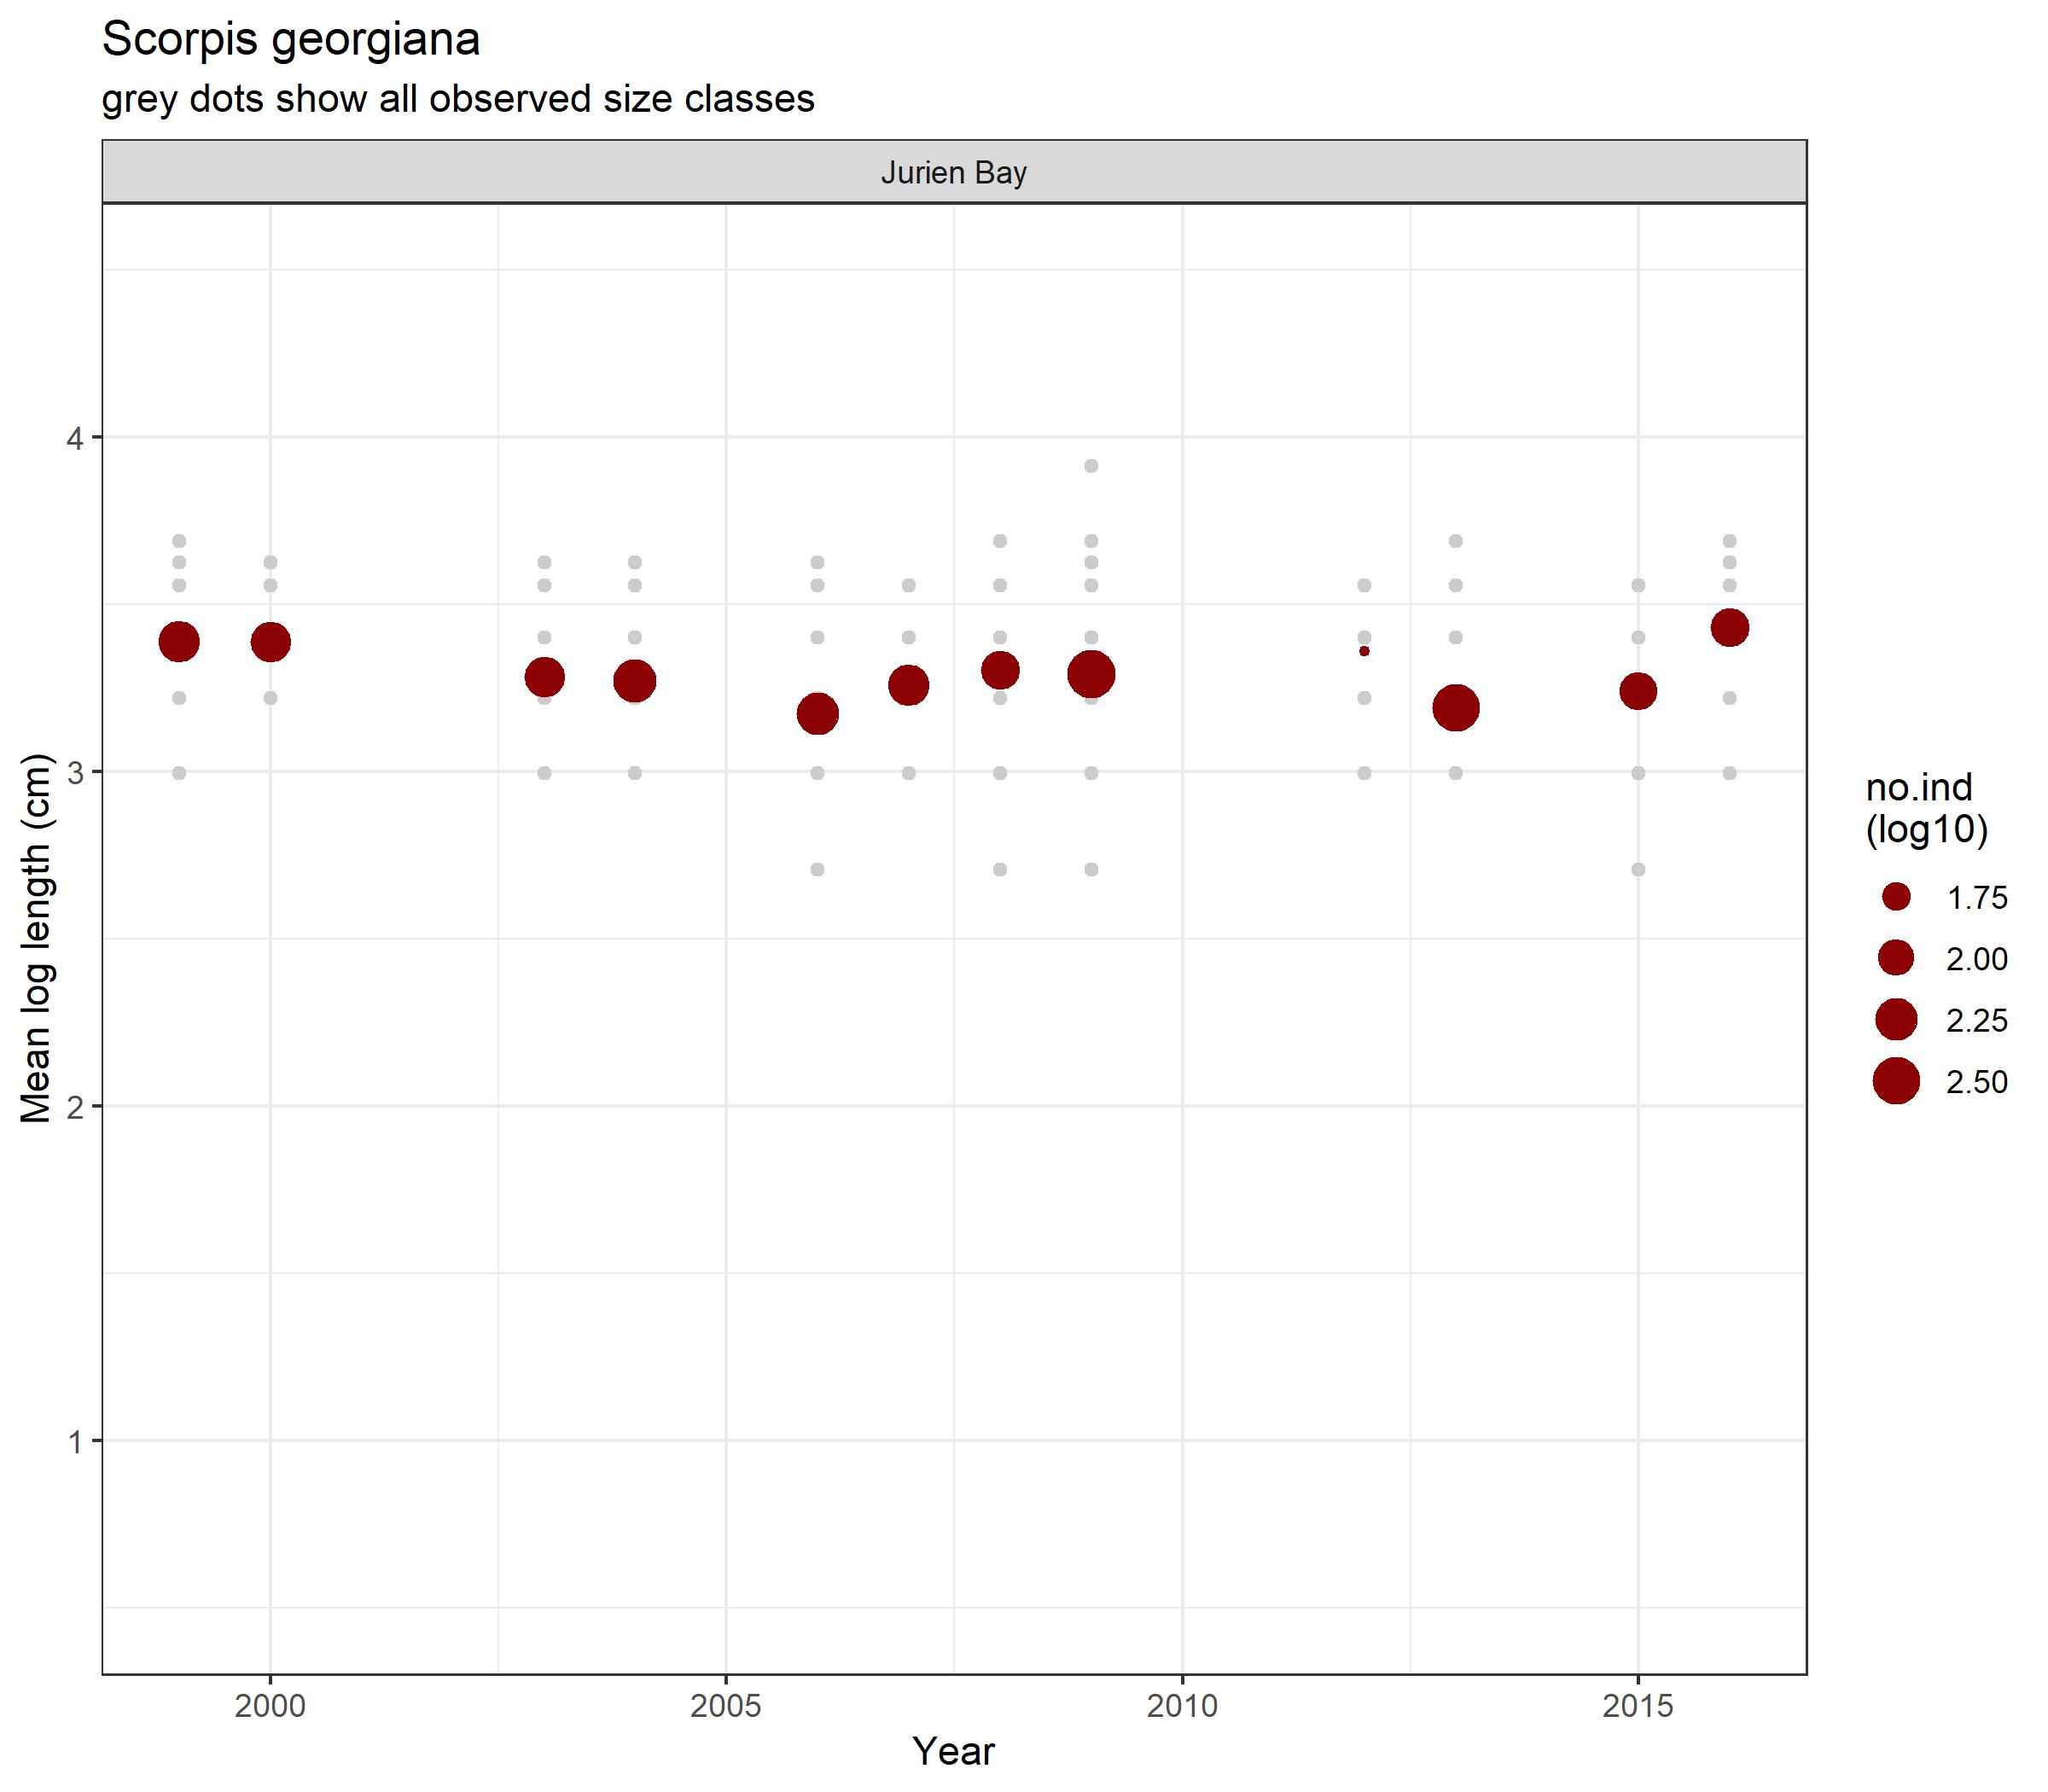 Scorpis georgiana
grey dots show all observed size classes
Jurien Bay
Mean log length (cm)
4
3
2
1
2000
2005
2010
2015
Year
no.ind
(log10)
1.75
2.00
2.25
2.50